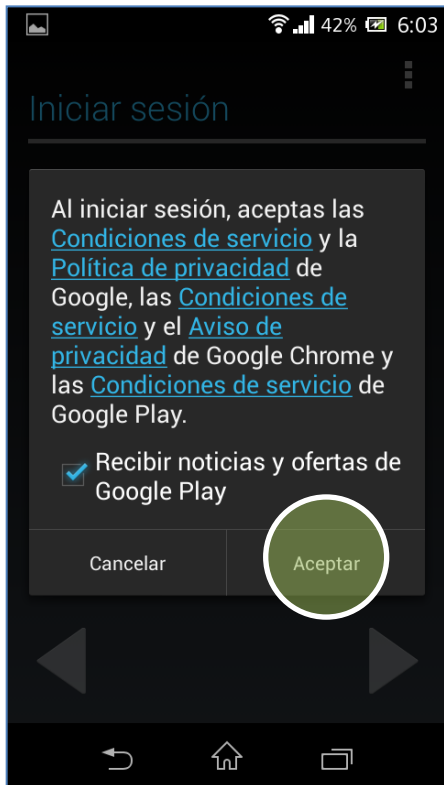 42% 6:03
Iniciar sesión
Al iniciar sesión, aceptas las
Condiciones de servicio y la
Política de privacidad de
Google, las Condiciones de
servicio y el Aviso de
privacidad de Google Chrome y
las Condiciones de servicio de
Google Play.
Recibir noticias y ofertas de
Google Play
Cancelar Aceptar